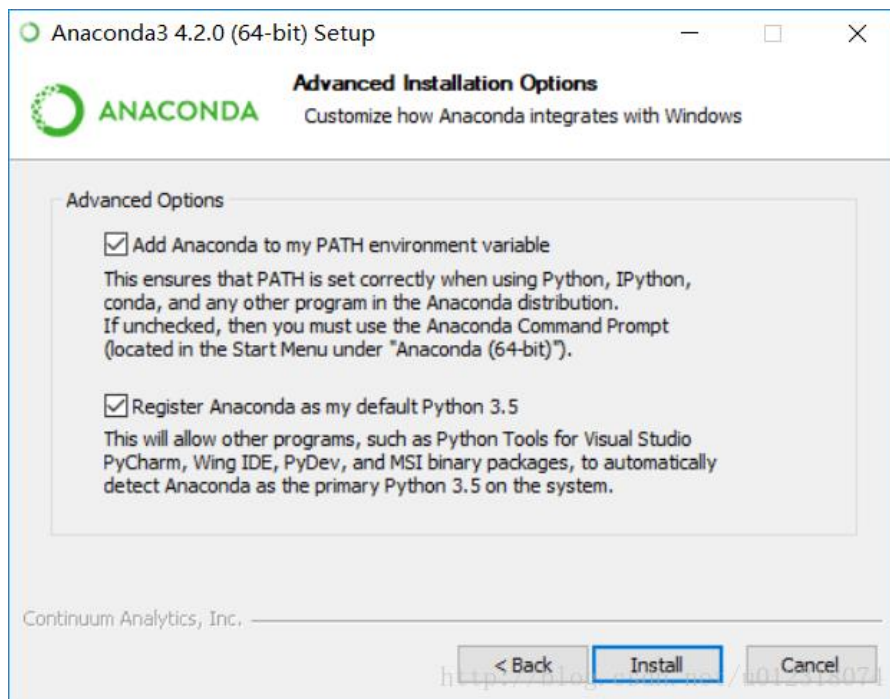 Anaconda3 4.2.0 (64-bit) Setup
ANACONDA
Advanced Installation Options
Customize how Anaconda integrates with Windows
Advanced Options
Add Anaconda to my PATH environment variable
This ensures that PATH is set correctly when using Python, IPython,
conda, and any other program in the Anaconda distribution.
If unchecked, then you must use the Anaconda Command Prompt
(located in the Start Menu under "Anaconda (64-bit)").
Register Anaconda as my default Python 3.5
This will allow other programs, such as Python Tools for Visual Studio
PyCharm, Wing IDE, PyDev, and MSI binary packages, to automatically
detect Anaconda as the primary Python 3.5 on the system.
Continuum Analytics, Inc.
< Back Install Cancel